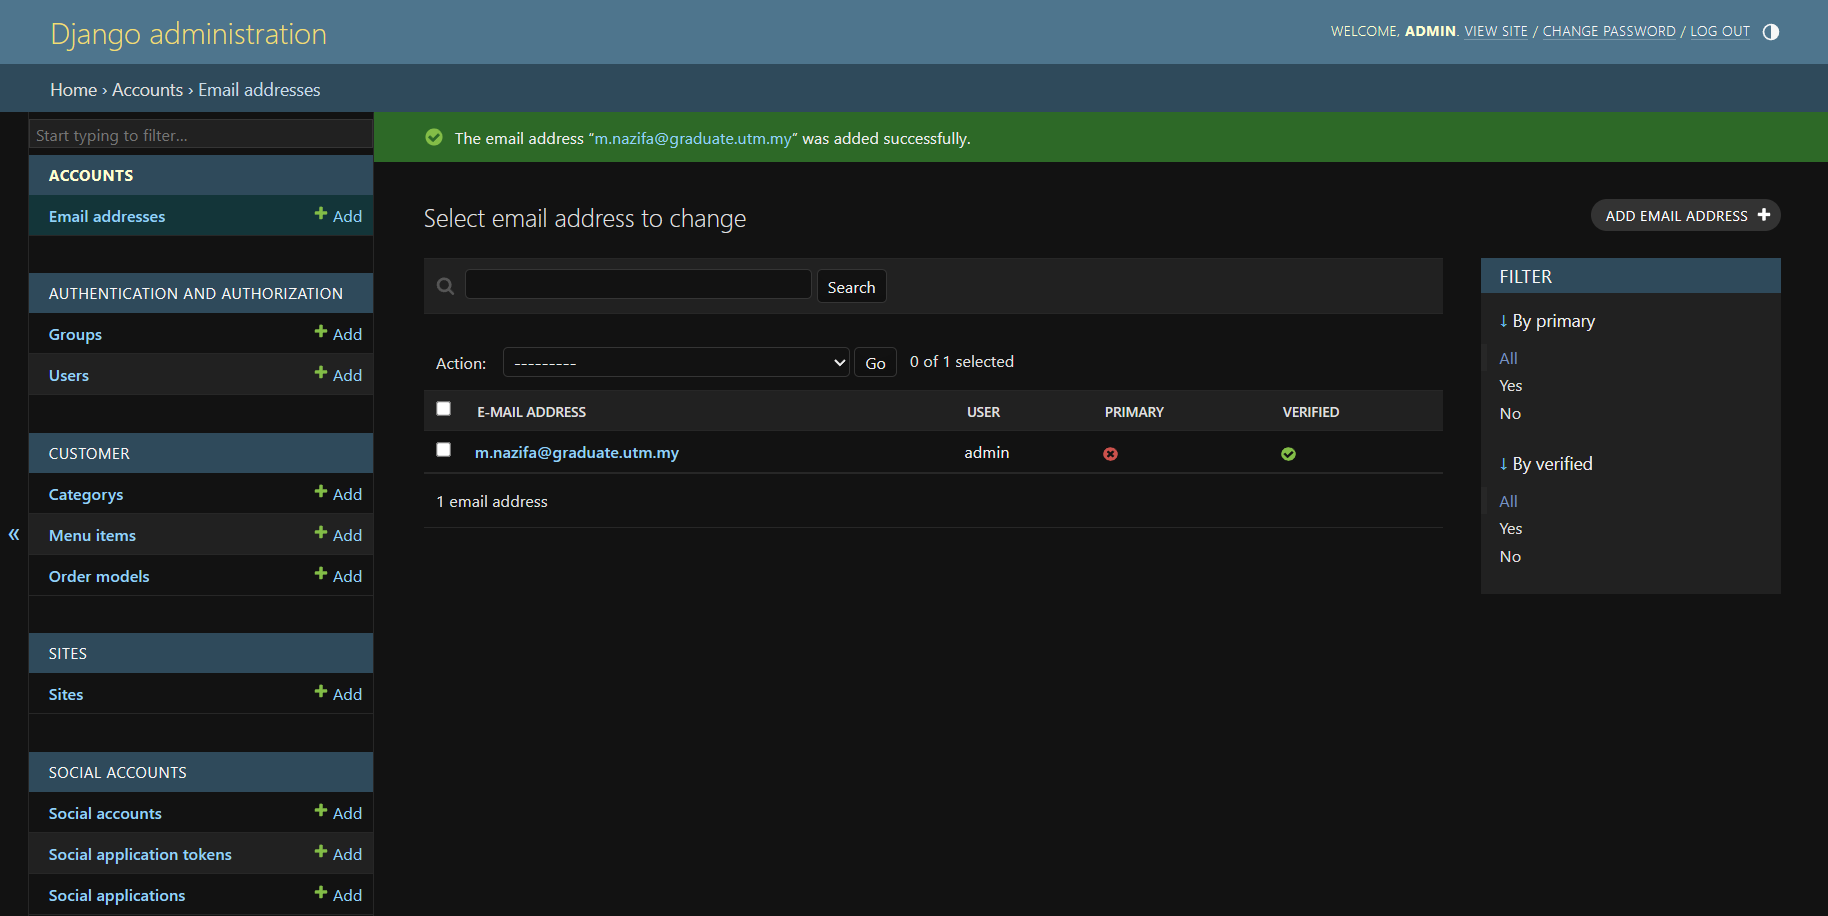 Django administration
WELCOME, ADMIN. VIEW SITE / CHANGE PASSWORD / LOG OUT
Home › Accounts › Email addresses
Start typing to filter...
ACCOUNTS
Email addresses + Add
AUTHENTICATION AND AUTHORIZATION
Groups + Add
Users + Add
CUSTOMER
Categorys + Add
Menu items + Add
Order models + Add
SITES
Sites + Add
SOCIAL ACCOUNTS
Social accounts + Add
Social application tokens + Add
Social applications + Add
«
The email address “m.nazifa@graduate.utm.my” was added successfully.
Select email address to change
ADD EMAIL ADDRESS +
Search
Action: --------- Go 0 of 1 selected
E-MAIL ADDRESS USER PRIMARY VERIFIED
m.nazifa@graduate.utm.my admin
1 email address
FILTER
↓ By primary
All
Yes
No
↓ By verified
All
Yes
No